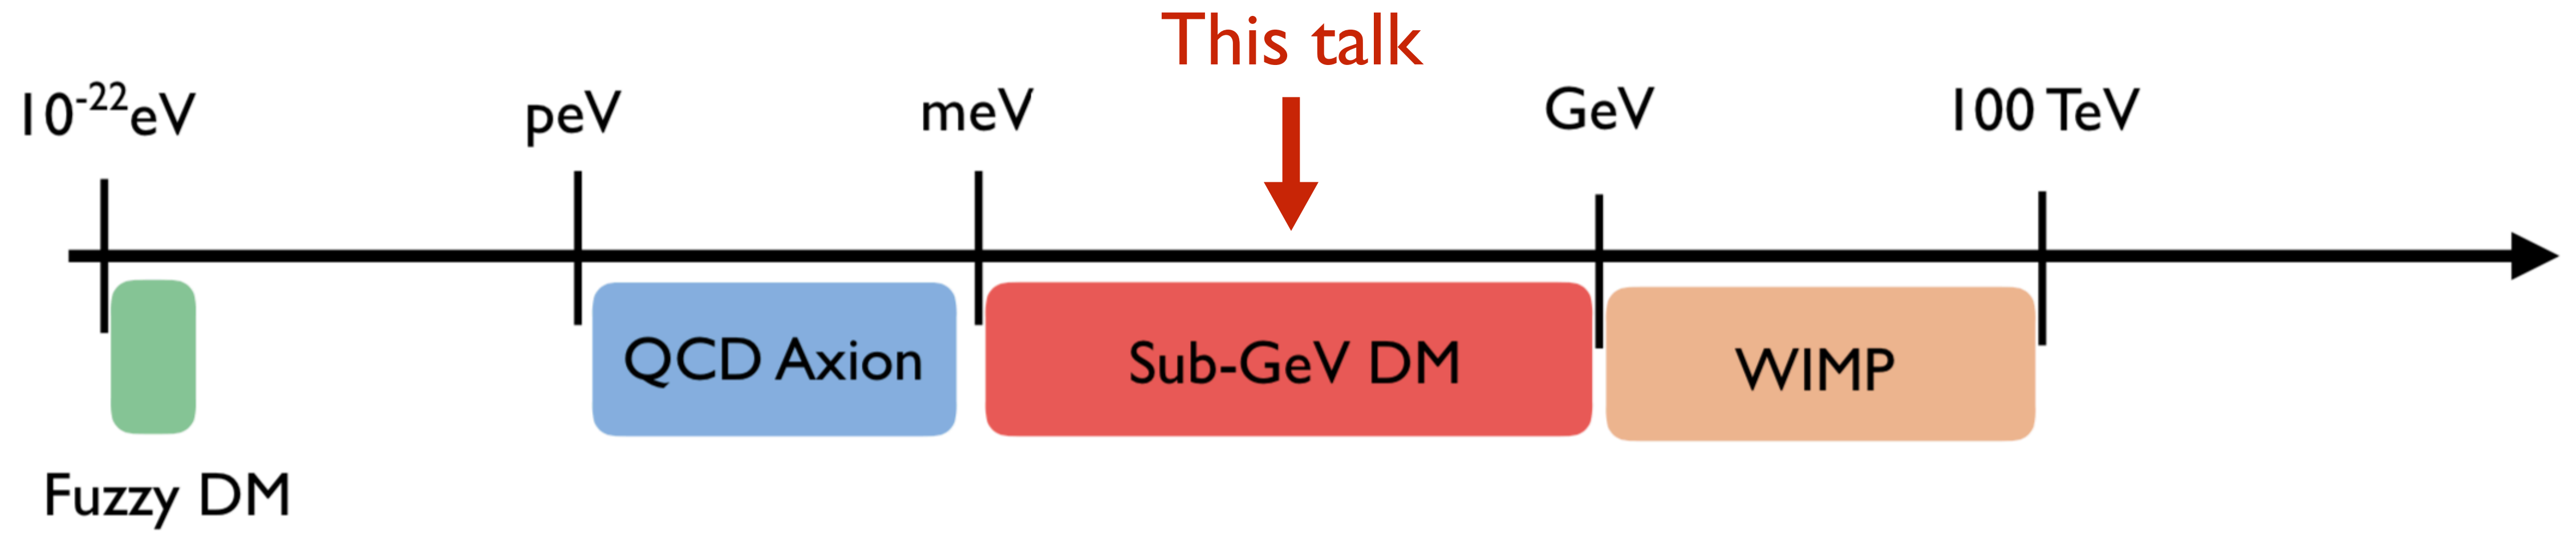 This talk
10⁻²²eV
peV
meV
GeV
100 TeV
QCD Axion
Sub-GeV DM
WIMP
Fuzzy DM